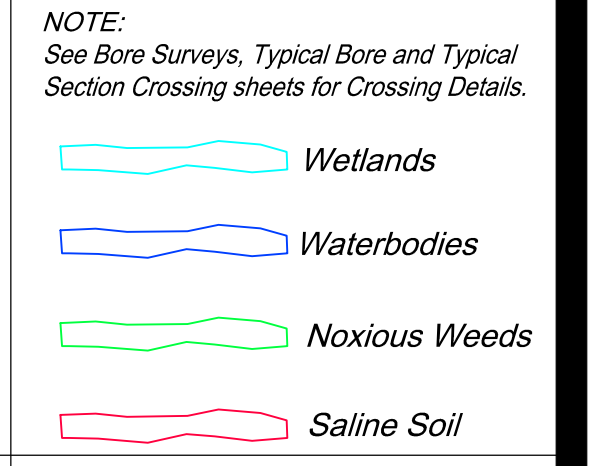 NOTE:
See Bore Surveys, Typical Bore and Typical
Section Crossing sheets for Crossing Details.
Wetlands
Waterbodies
Noxious Weeds
Saline Soil